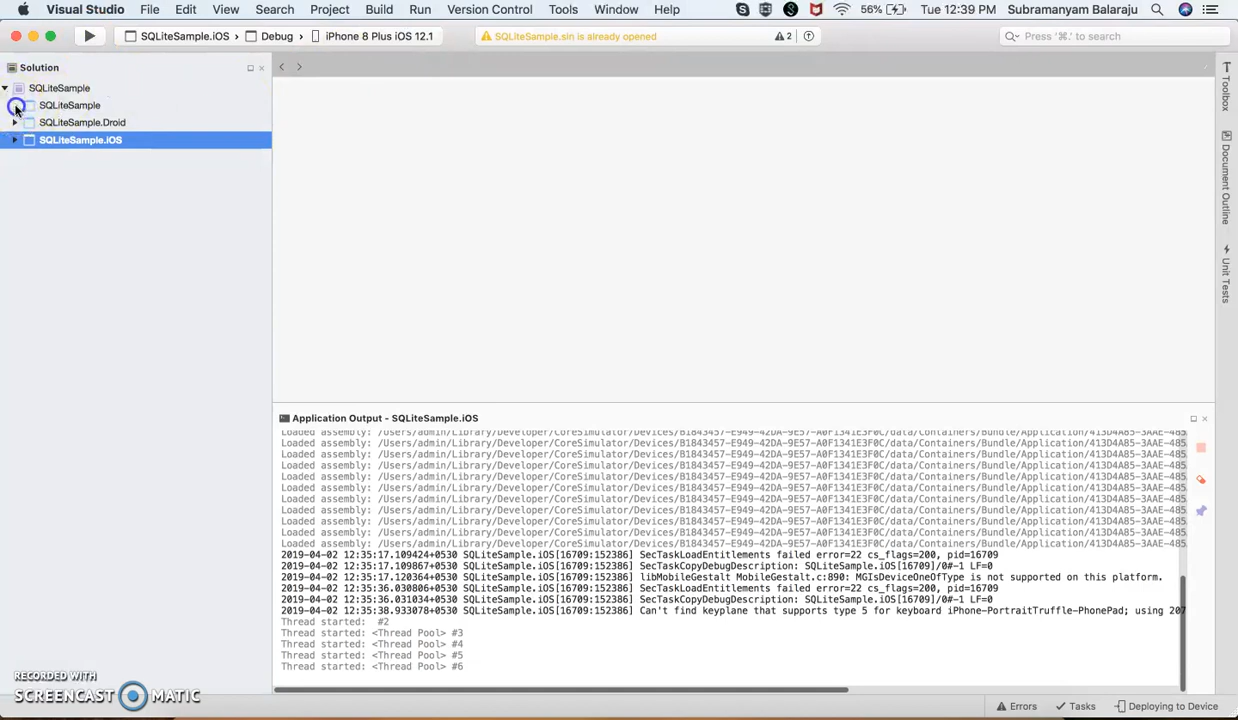 Visual Studio File Edit View Search Project Build Run Version Control Tools Window Help 56% Tue 12:39 PM Subramanyam Balaraju
SQLiteSample.iOS Debug iPhone 8 Plus iOS 12.1 SQLiteSample.sln is already opened 2 Press '⌘.' to search
Solution
SQLiteSample
SQLiteSample
SQLiteSample.Droid
SQLiteSample.iOS
Toolbox
Document Outline
Unit Tests
Application Output - SQLiteSample.iOS
Loaded assembly: /Users/admin/Library/Developer/CoreSimulator/Devices/B1843457-E949-42DA-9E57-A0F1341E3F0C/data/Containers/Bundle/Application/413D4A85-3AAE-485
Loaded assembly: /Users/admin/Library/Developer/CoreSimulator/Devices/B1843457-E949-42DA-9E57-A0F1341E3F0C/data/Containers/Bundle/Application/413D4A85-3AAE-485
Loaded assembly: /Users/admin/Library/Developer/CoreSimulator/Devices/B1843457-E949-42DA-9E57-A0F1341E3F0C/data/Containers/Bundle/Application/413D4A85-3AAE-485
Loaded assembly: /Users/admin/Library/Developer/CoreSimulator/Devices/B1843457-E949-42DA-9E57-A0F1341E3F0C/data/Containers/Bundle/Application/413D4A85-3AAE-485
Loaded assembly: /Users/admin/Library/Developer/CoreSimulator/Devices/B1843457-E949-42DA-9E57-A0F1341E3F0C/data/Containers/Bundle/Application/413D4A85-3AAE-485
Loaded assembly: /Users/admin/Library/Developer/CoreSimulator/Devices/B1843457-E949-42DA-9E57-A0F1341E3F0C/data/Containers/Bundle/Application/413D4A85-3AAE-485
Loaded assembly: /Users/admin/Library/Developer/CoreSimulator/Devices/B1843457-E949-42DA-9E57-A0F1341E3F0C/data/Containers/Bundle/Application/413D4A85-3AAE-485
Loaded assembly: /Users/admin/Library/Developer/CoreSimulator/Devices/B1843457-E949-42DA-9E57-A0F1341E3F0C/data/Containers/Bundle/Application/413D4A85-3AAE-485
Loaded assembly: /Users/admin/Library/Developer/CoreSimulator/Devices/B1843457-E949-42DA-9E57-A0F1341E3F0C/data/Containers/Bundle/Application/413D4A85-3AAE-485
Loaded assembly: /Users/admin/Library/Developer/CoreSimulator/Devices/B1843457-E949-42DA-9E57-A0F1341E3F0C/data/Containers/Bundle/Application/413D4A85-3AAE-485
Loaded assembly: /Users/admin/Library/Developer/CoreSimulator/Devices/B1843457-E949-42DA-9E57-A0F1341E3F0C/data/Containers/Bundle/Application/413D4A85-3AAE-485
2019-04-02 12:35:17.109424+0530 SQLiteSample.iOS[16709:152386] SecTaskLoadEntitlements failed error=22 cs_flags=200, pid=16709
2019-04-02 12:35:17.109867+0530 SQLiteSample.iOS[16709:152386] SecTaskCopyDebugDescription: SQLiteSample.iOS[16709]/0#-1 LF=0
2019-04-02 12:35:17.120364+0530 SQLiteSample.iOS[16709:152386] libMobileGestalt MobileGestalt.c:890: MGIsDeviceOneOfType is not supported on this platform.
2019-04-02 12:35:36.030806+0530 SQLiteSample.iOS[16709:152386] SecTaskLoadEntitlements failed error=22 cs_flags=200, pid=16709
2019-04-02 12:35:36.031034+0530 SQLiteSample.iOS[16709:152386] SecTaskCopyDebugDescription: SQLiteSample.iOS[16709]/0#-1 LF=0
2019-04-02 12:35:38.933078+0530 SQLiteSample.iOS[16709:152386] Can't find keyplane that supports type 5 for keyboard iPhone-PortraitTruffle-PhonePad; using 207
Thread started: #2
Thread started: <Thread Pool> #3
Thread started: <Thread Pool> #4
Thread started: <Thread Pool> #5
Thread started: <Thread Pool> #6
RECORDED WITH
SCREENCAST MATIC
Errors Tasks Deploying to Device